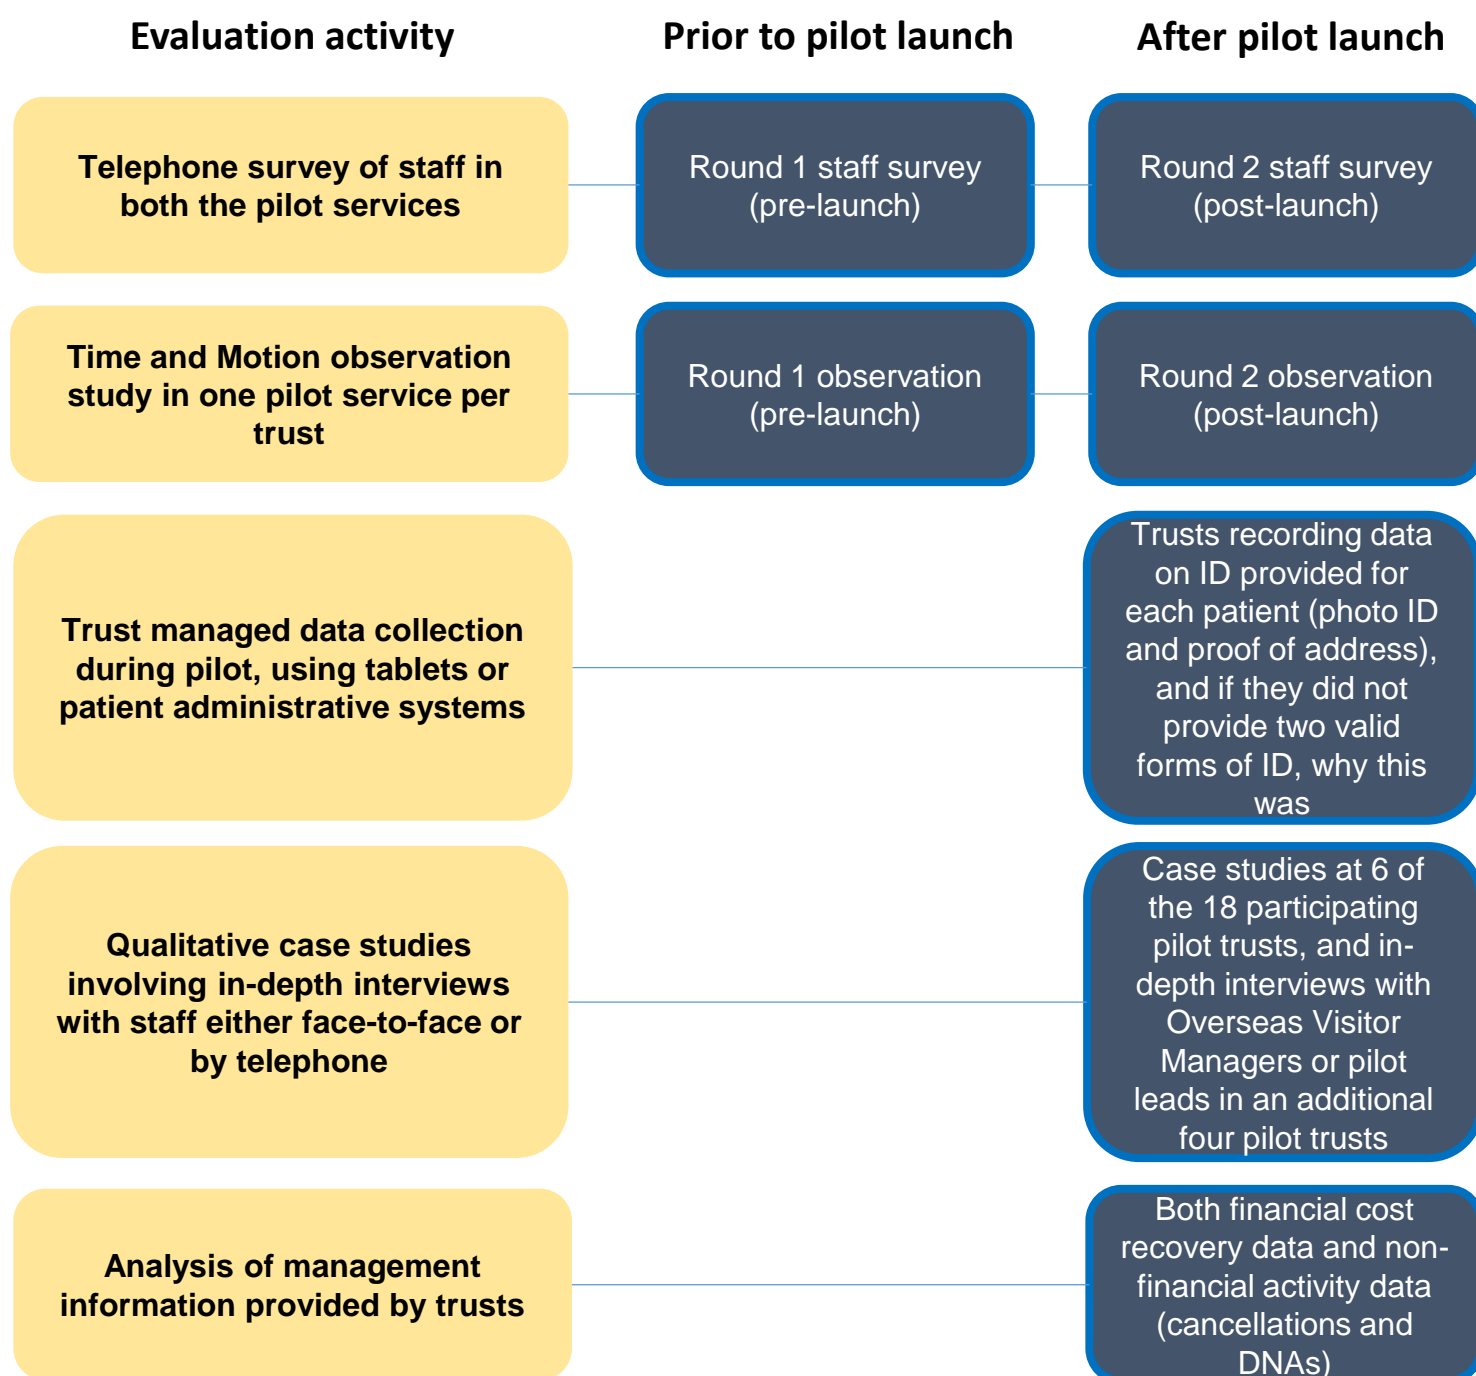 Evaluation activity
Prior to pilot launch
After pilot launch
Telephone survey of staff in
both the pilot services
Round 1 staff survey
(pre-launch)
Round 2 staff survey
(post-launch)
Time and Motion observation
study in one pilot service per
trust
Round 1 observation
(pre-launch)
Round 2 observation
(post-launch)
Trust managed data collection
during pilot, using tablets or
patient administrative systems
Trusts recording data
on ID provided for
each patient (photo ID
and proof of address),
and if they did not
provide two valid
forms of ID, why this
was
Qualitative case studies
involving in-depth interviews
with staff either face-to-face or
by telephone
Case studies at 6 of
the 18 participating
pilot trusts, and in-
depth interviews with
Overseas Visitor
Managers or pilot
leads in an additional
four pilot trusts
Analysis of management
information provided by trusts
Both financial cost
recovery data and non-
financial activity data
(cancellations and
DNAs)